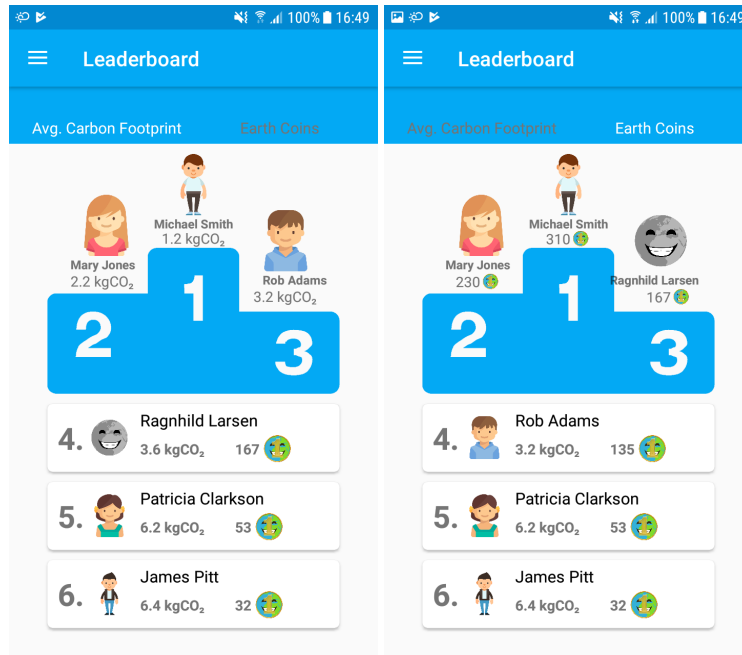 100% 16:49
Leaderboard
Avg. Carbon Footprint Earth Coins
Michael Smith
1.2 kgCO₂
Mary Jones
2.2 kgCO₂
Rob Adams
3.2 kgCO₂
1
2
3
4. Ragnhild Larsen
3.6 kgCO₂ 167
5. Patricia Clarkson
6.2 kgCO₂ 53
6. James Pitt
6.4 kgCO₂ 32
100% 16:49
Leaderboard
Avg. Carbon Footprint Earth Coins
Michael Smith
310
Mary Jones
230
Ragnhild Larsen
167
1
2
3
4. Rob Adams
3.2 kgCO₂ 135
5. Patricia Clarkson
6.2 kgCO₂ 53
6. James Pitt
6.4 kgCO₂ 32